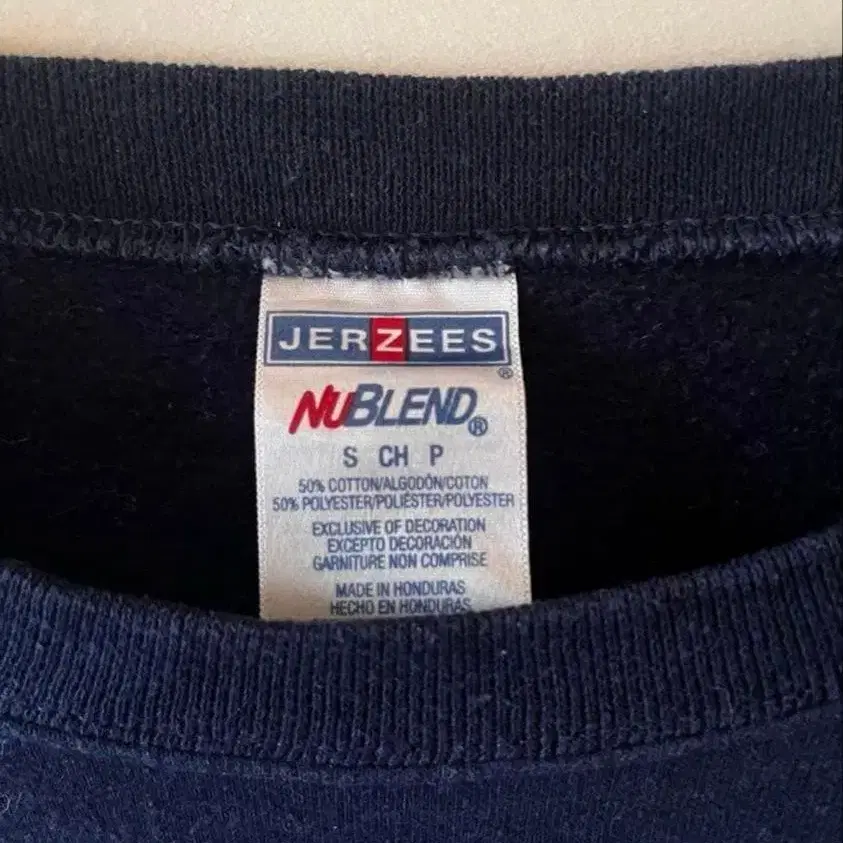 JERZEES®
NUBLEND®
S CH P
50% COTTON/ALGODÓN/COTON
50% POLYESTER/POLIÉSTER/POLYESTER
EXCLUSIVE OF DECORATION
EXCEPTO DECORACIÓN
GARNITURE NON COMPRISE
MADE IN HONDURAS
HECHO EN HONDURAS